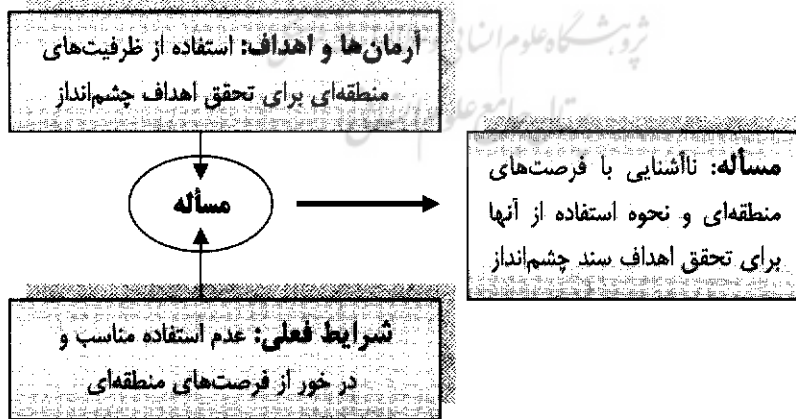 آرمان‌ها و اهداف: استفاده از ظرفیت‌های
منطقه‌ای برای تحقق اهداف چشم‌انداز
مسأله
مسأله: ناآشنایی با فرصت‌های
منطقه‌ای و نحوه استفاده از آنها
برای تحقق اهداف سند چشم‌انداز
شرایط فعلی: عدم استفاده مناسب و
در خور از فرصت‌های منطقه‌ای